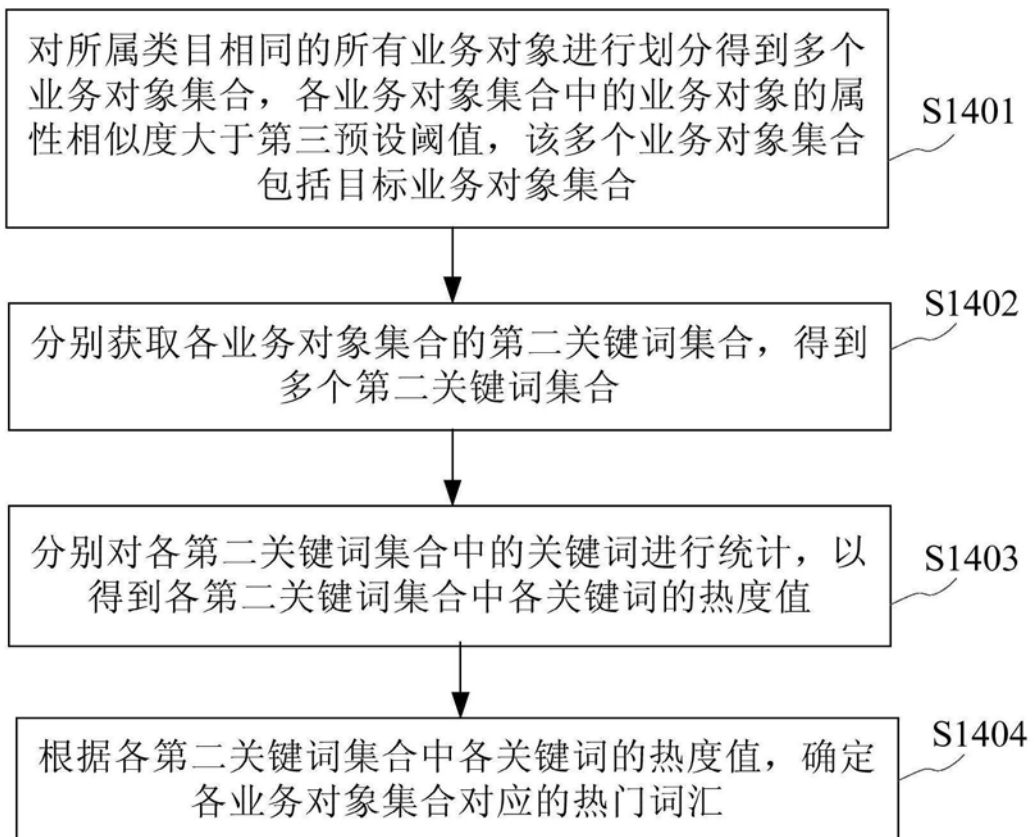 对所属类目相同的所有业务对象进行划分得到多个
业务对象集合，各业务对象集合中的业务对象的属
性相似度大于第三预设阈值，该多个业务对象集合
包括目标业务对象集合
S1401
分别获取各业务对象集合的第二关键词集合，得到
多个第二关键词集合
S1402
分别对各第二关键词集合中的关键词进行统计，以
得到各第二关键词集合中各关键词的热度值
S1403
根据各第二关键词集合中各关键词的热度值，确定
各业务对象集合对应的热门词汇
S1404